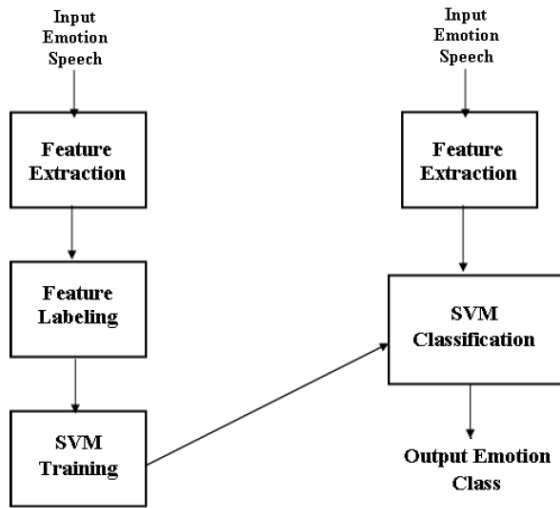 Input
Emotion
Speech
Feature
Extraction
Feature
Labeling
SVM
Training
Input
Emotion
Speech
Feature
Extraction
SVM
Classification
Output Emotion
Class